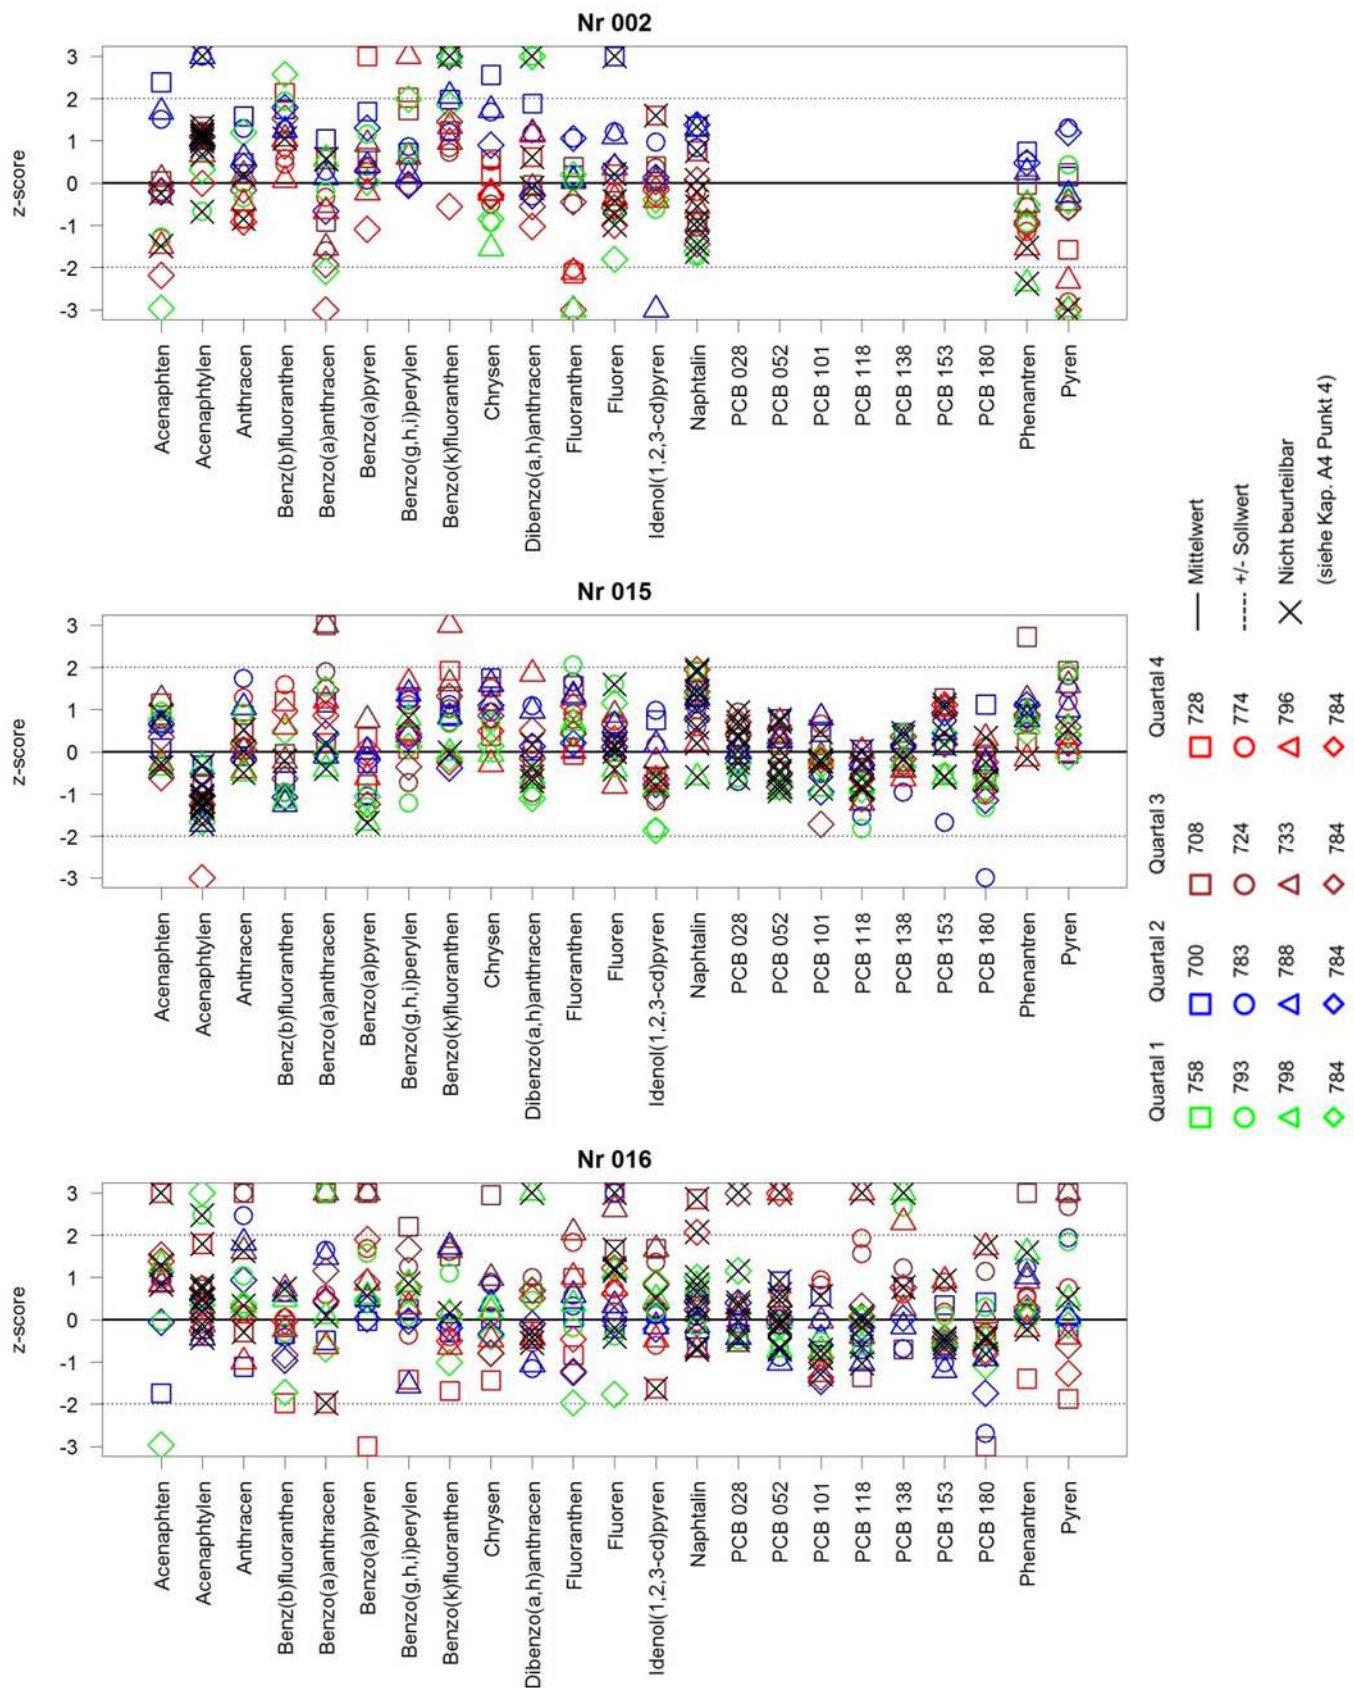 Nr 002
z-score
3
2
1
0
-1
-2
-3
Acenaphten
Acenaphtylen
Anthracen
Benz(b)fluoranthen
Benzo(a)anthracen
Benzo(a)pyren
Benzo(g,h,i)perylen
Benzo(k)fluoranthen
Chrysen
Dibenzo(a,h)anthracen
Fluoranthen
Fluoren
Idenol(1,2,3-cd)pyren
Naphtalin
PCB 028
PCB 052
PCB 101
PCB 118
PCB 138
PCB 153
PCB 180
Phenantren
Pyren
Nr 015
z-score
3
2
1
0
-1
-2
-3
Acenaphten
Acenaphtylen
Anthracen
Benz(b)fluoranthen
Benzo(a)anthracen
Benzo(a)pyren
Benzo(g,h,i)perylen
Benzo(k)fluoranthen
Chrysen
Dibenzo(a,h)anthracen
Fluoranthen
Fluoren
Idenol(1,2,3-cd)pyren
Naphtalin
PCB 028
PCB 052
PCB 101
PCB 118
PCB 138
PCB 153
PCB 180
Phenantren
Pyren
Nr 016
z-score
3
2
1
0
-1
-2
-3
Acenaphten
Acenaphtylen
Anthracen
Benz(b)fluoranthen
Benzo(a)anthracen
Benzo(a)pyren
Benzo(g,h,i)perylen
Benzo(k)fluoranthen
Chrysen
Dibenzo(a,h)anthracen
Fluoranthen
Fluoren
Idenol(1,2,3-cd)pyren
Naphtalin
PCB 028
PCB 052
PCB 101
PCB 118
PCB 138
PCB 153
PCB 180
Phenantren
Pyren
Quartal 1 Quartal 2 Quartal 3 Quartal 4
758 700 708 728 Mittelwert
793 783 724 774 +/- Sollwert
798 788 733 796 Nicht beurteilbar
784 784 784 784 (siehe Kap. A4 Punkt 4)